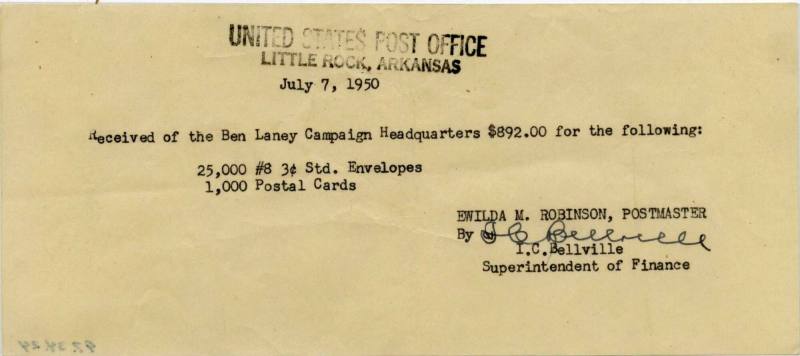 UNITED STATES POST OFFICE
LITTLE ROCK, ARKANSAS
July 7, 1950
Received of the Ben Laney Campaign Headquarters $892.00 for the following:
25,000 #8 3¢ Std. Envelopes
1,000 Postal Cards
EWILDA M. ROBINSON, POSTMASTER
By I C Bellville
I.C.Bellville
Superintendent of Finance